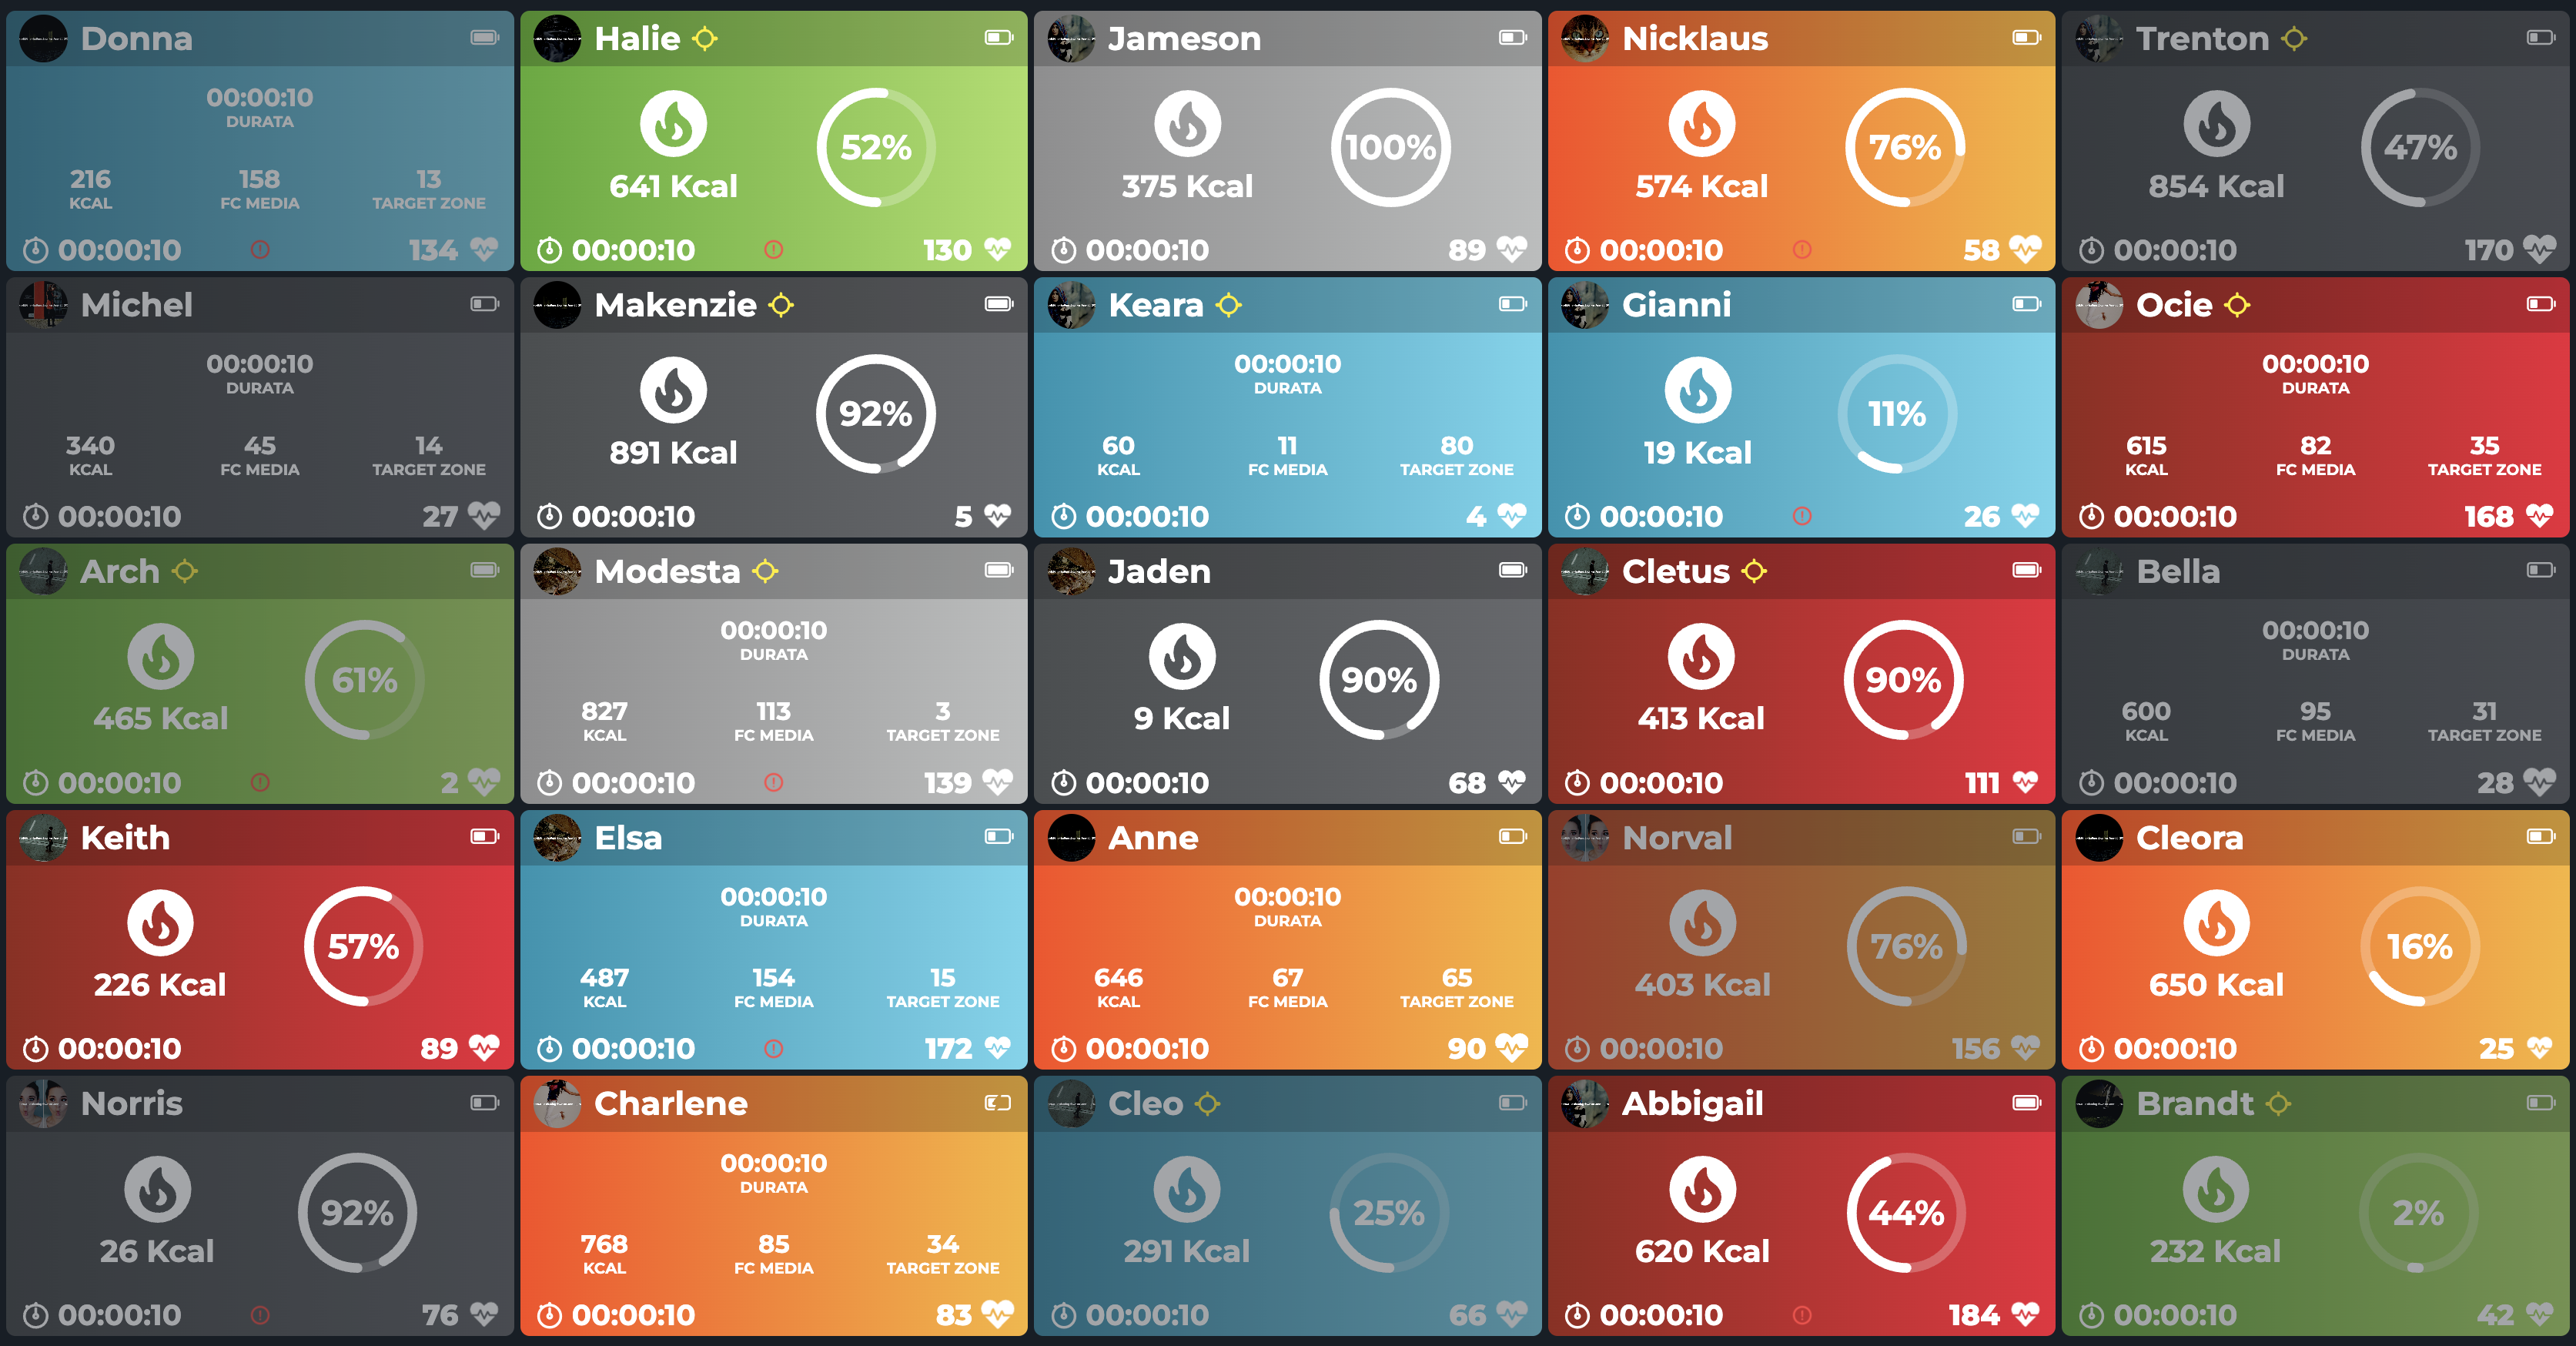 Donna
00:00:10
DURATA
216 158 13
KCAL FC MEDIA TARGET ZONE
00:00:10 134
Halie
52%
641 Kcal
00:00:10 130
Jameson
100%
375 Kcal
00:00:10 89
Nicklaus
76%
574 Kcal
00:00:10 58
Trenton
47%
854 Kcal
00:00:10 170
Michel
00:00:10
DURATA
340 45 14
KCAL FC MEDIA TARGET ZONE
00:00:10 27
Makenzie
92%
891 Kcal
00:00:10 5
Keara
00:00:10
DURATA
60 11 80
KCAL FC MEDIA TARGET ZONE
00:00:10 4
Gianni
11%
19 Kcal
00:00:10 26
Ocie
00:00:10
DURATA
615 82 35
KCAL FC MEDIA TARGET ZONE
00:00:10 168
Arch
61%
465 Kcal
00:00:10 2
Modesta
00:00:10
DURATA
827 113 3
KCAL FC MEDIA TARGET ZONE
00:00:10 139
Jaden
90%
9 Kcal
00:00:10 68
Cletus
90%
413 Kcal
00:00:10 111
Bella
00:00:10
DURATA
600 95 31
KCAL FC MEDIA TARGET ZONE
00:00:10 28
Keith
57%
226 Kcal
00:00:10 89
Elsa
00:00:10
DURATA
487 154 15
KCAL FC MEDIA TARGET ZONE
00:00:10 172
Anne
00:00:10
DURATA
646 67 65
KCAL FC MEDIA TARGET ZONE
00:00:10 90
Norval
76%
403 Kcal
00:00:10 156
Cleora
16%
650 Kcal
00:00:10 25
Norris
92%
26 Kcal
00:00:10 76
Charlene
00:00:10
DURATA
768 85 34
KCAL FC MEDIA TARGET ZONE
00:00:10 83
Cleo
25%
291 Kcal
00:00:10 66
Abbigail
44%
620 Kcal
00:00:10 184
Brandt
2%
232 Kcal
00:00:10 42